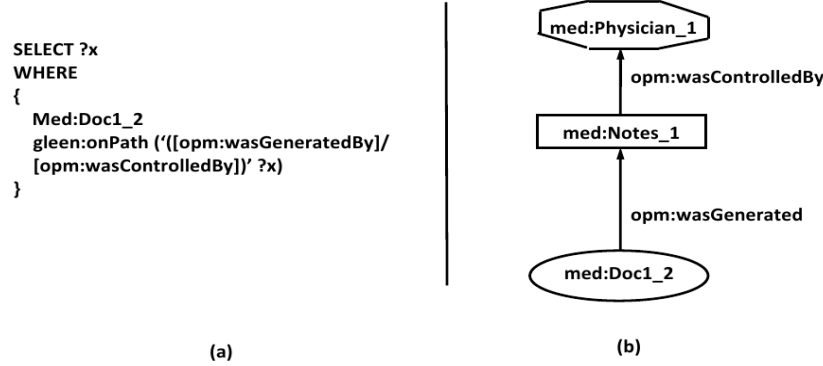 SELECT ?x
WHERE
{
Med:Doc1_2
gleen:onPath (‘([opm:wasGeneratedBy]/
[opm:wasControlledBy])’ ?x)
}
(a)
med:Physician_1
opm:wasControlledBy
med:Notes_1
opm:wasGenerated
med:Doc1_2
(b)